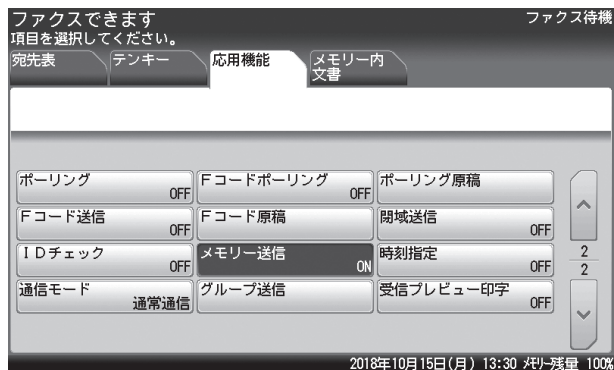 ファクスできます
ファクス待機
項目を選択してください。
宛先表
テンキー
応用機能
メモリー内
文書
ポーリング
OFF
Fコードポーリング
OFF
ポーリング原稿
Fコード送信
OFF
Fコード原稿
閉域送信
OFF
IDチェック
OFF
メモリー送信
ON
時刻指定
OFF
通信モード
通常通信
グループ送信
受信プレビュー印字
OFF
2
2
2018年10月15日(月) 13:30 メモリー残量 100%